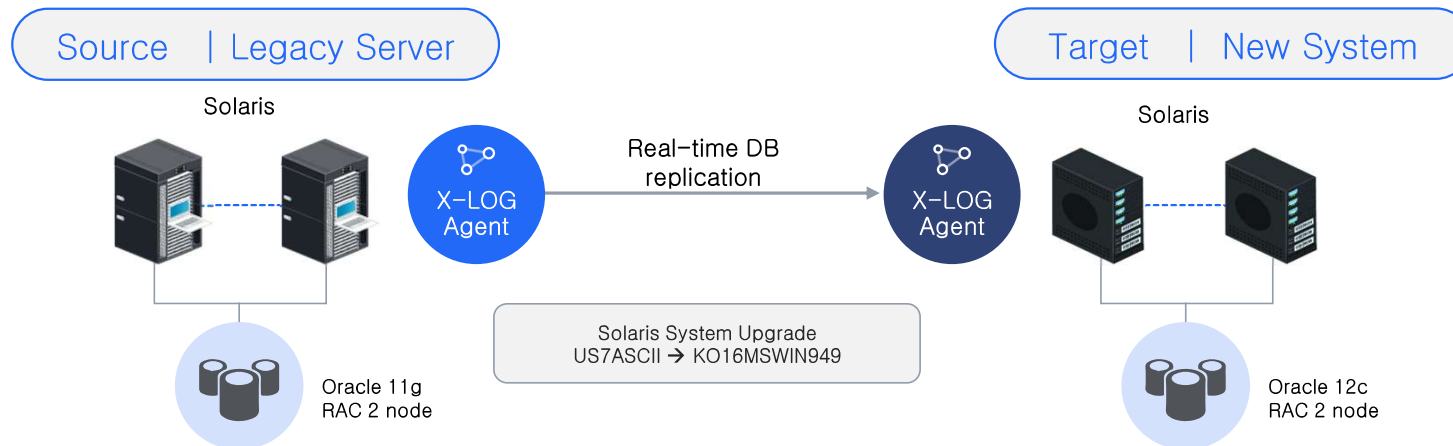 Source | Legacy Server
Target | New System
Solaris
Solaris
X-LOG
Agent
Real-time DB
replication
X-LOG
Agent
Solaris System Upgrade
US7ASCII → KO16MSWIN949
Oracle 11g
RAC 2 node
Oracle 12c
RAC 2 node